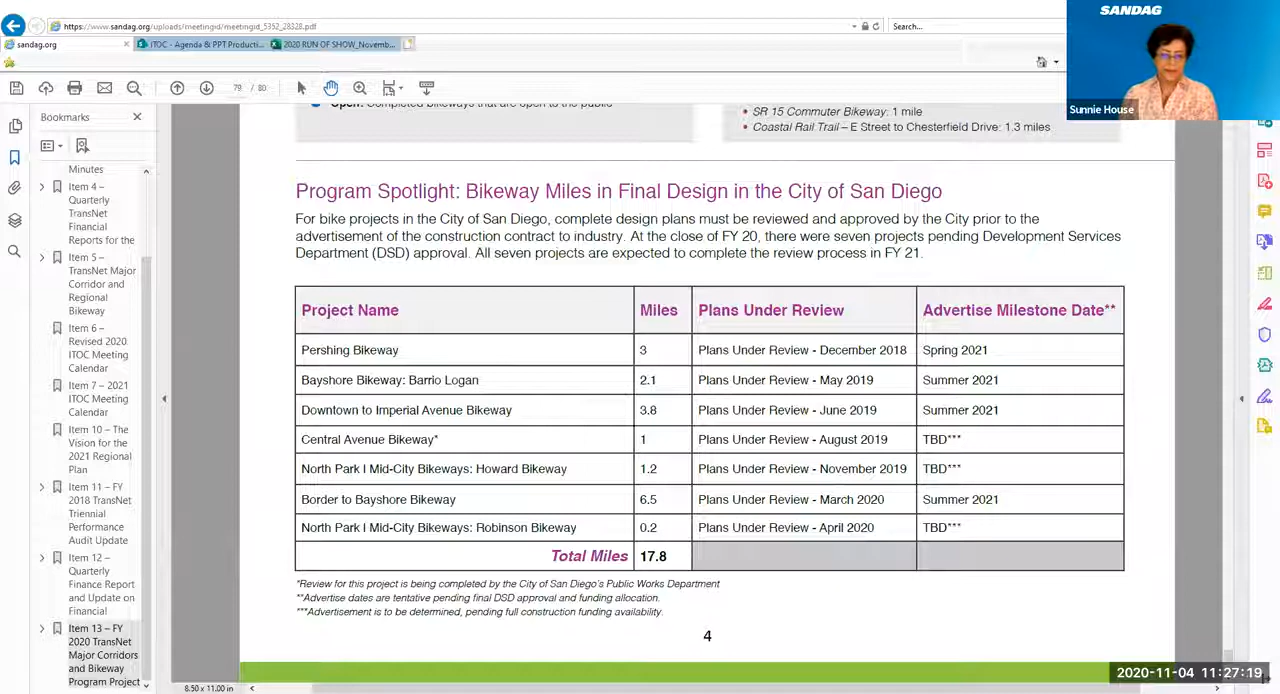 https://www.sandag.org/uploads/meetingid/meetingid_5352_28328.pdf
Search...
SANDAG
sandag.org
ITOC - Agenda & PPT Producti...
2020 RUN OF SHOW_Novemb...
79 / 80
Sunnie House
Bookmarks
Minutes
Item 4 –
Quarterly
TransNet
Financial
Reports for the
Item 5 –
TransNet Major
Corridor and
Regional
Bikeway
Item 6 –
Revised 2020
ITOC Meeting
Calendar
Item 7 – 2021
ITOC Meeting
Calendar
Item 10 – The
Vision for the
2021 Regional
Plan
Item 11 – FY
2018 TransNet
Triennial
Performance
Audit Update
Item 12 –
Quarterly
Finance Report
and Update on
Financial
Item 13 – FY
2020 TransNet
Major Corridors
and Bikeway
Program Project
Open: Completed bikeways that are open to the public
• SR 15 Commuter Bikeway: 1 mile
• Coastal Rail Trail – E Street to Chesterfield Drive: 1.3 miles
Program Spotlight: Bikeway Miles in Final Design in the City of San Diego
For bike projects in the City of San Diego, complete design plans must be reviewed and approved by the City prior to the
advertisement of the construction contract to industry. At the close of FY 20, there were seven projects pending Development Services
Department (DSD) approval. All seven projects are expected to complete the review process in FY 21.
Project Name Miles Plans Under Review Advertise Milestone Date**
Pershing Bikeway 3 Plans Under Review - December 2018 Spring 2021
Bayshore Bikeway: Barrio Logan 2.1 Plans Under Review - May 2019 Summer 2021
Downtown to Imperial Avenue Bikeway 3.8 Plans Under Review - June 2019 Summer 2021
Central Avenue Bikeway* 1 Plans Under Review - August 2019 TBD***
North Park | Mid-City Bikeways: Howard Bikeway 1.2 Plans Under Review - November 2019 TBD***
Border to Bayshore Bikeway 6.5 Plans Under Review - March 2020 Summer 2021
North Park | Mid-City Bikeways: Robinson Bikeway 0.2 Plans Under Review - April 2020 TBD***
Total Miles 17.8
*Review for this project is being completed by the City of San Diego's Public Works Department
**Advertise dates are tentative pending final DSD approval and funding allocation.
***Advertisement is to be determined, pending full construction funding availability.
4
8.50 x 11.00 in
2020-11-04 11:27:19